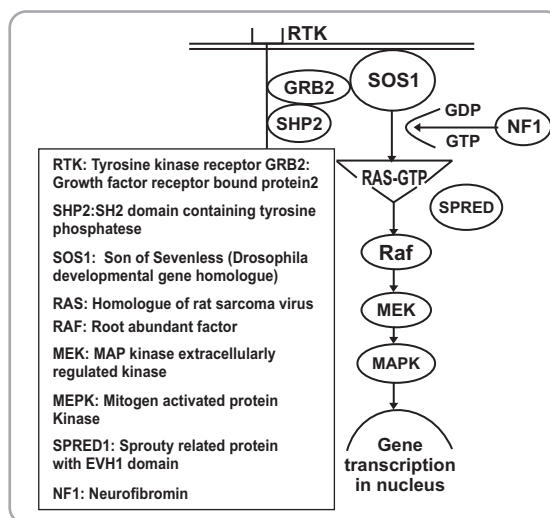 RTK
GRB2
SOS1
SHP2
GDP
GTP
NF1
RAS-GTP
SPRED
Raf
MEK
MAPK
Gene
transcription
in nucleus
RTK: Tyrosine kinase receptor GRB2:
Growth factor receptor bound protein2
SHP2:SH2 domain containing tyrosine
phosphatese
SOS1: Son of Sevenless (Drosophila
developmental gene homologue)
RAS: Homologue of rat sarcoma virus
RAF: Root abundant factor
MEK: MAP kinase extracellularly
regulated kinase
MEPK: Mitogen activated protein
Kinase
SPRED1: Sprouty related protein
with EVH1 domain
NF1: Neurofibromin